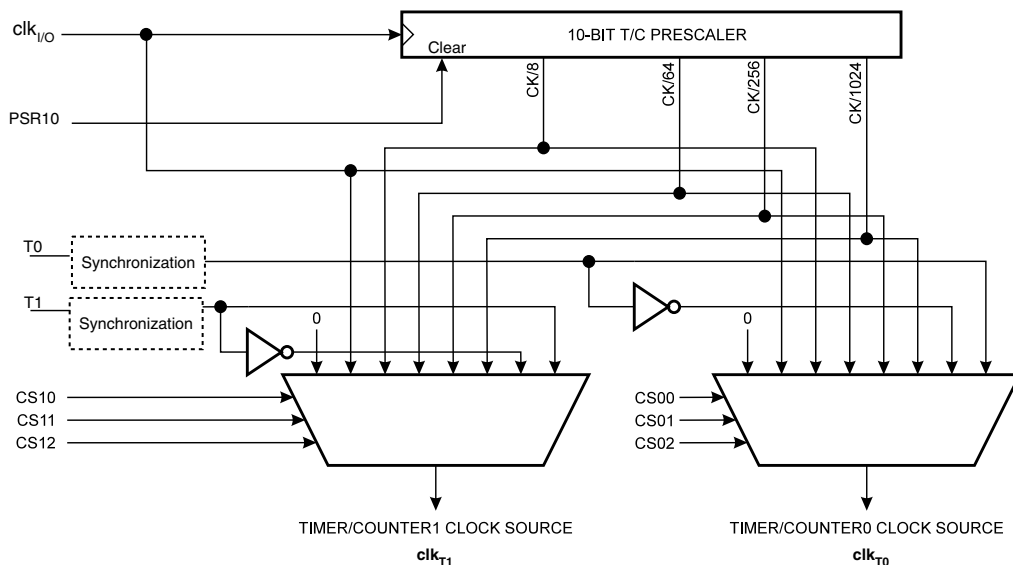 clkI/O
10-BIT T/C PRESCALER
Clear
CK/8
CK/64
CK/256
CK/1024
PSR10
T0
Synchronization
T1
Synchronization
0
0
CS10
CS11
CS12
CS00
CS01
CS02
TIMER/COUNTER1 CLOCK SOURCE
clkT1
TIMER/COUNTER0 CLOCK SOURCE
clkT0